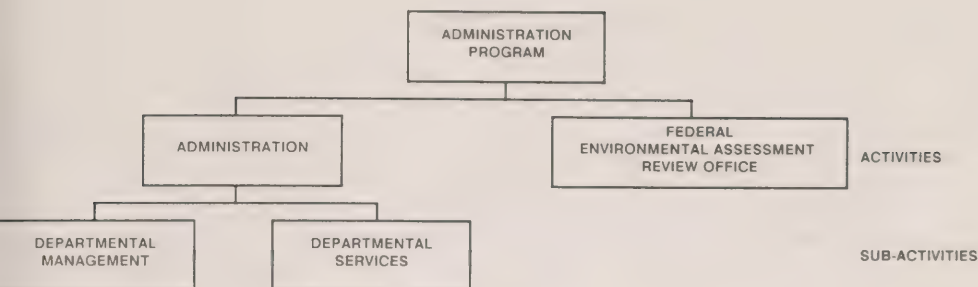 ADMINISTRATION
PROGRAM
ADMINISTRATION
FEDERAL
ENVIRONMENTAL ASSESSMENT
REVIEW OFFICE
ACTIVITIES
DEPARTMENTAL
MANAGEMENT
DEPARTMENTAL
SERVICES
SUB-ACTIVITIES